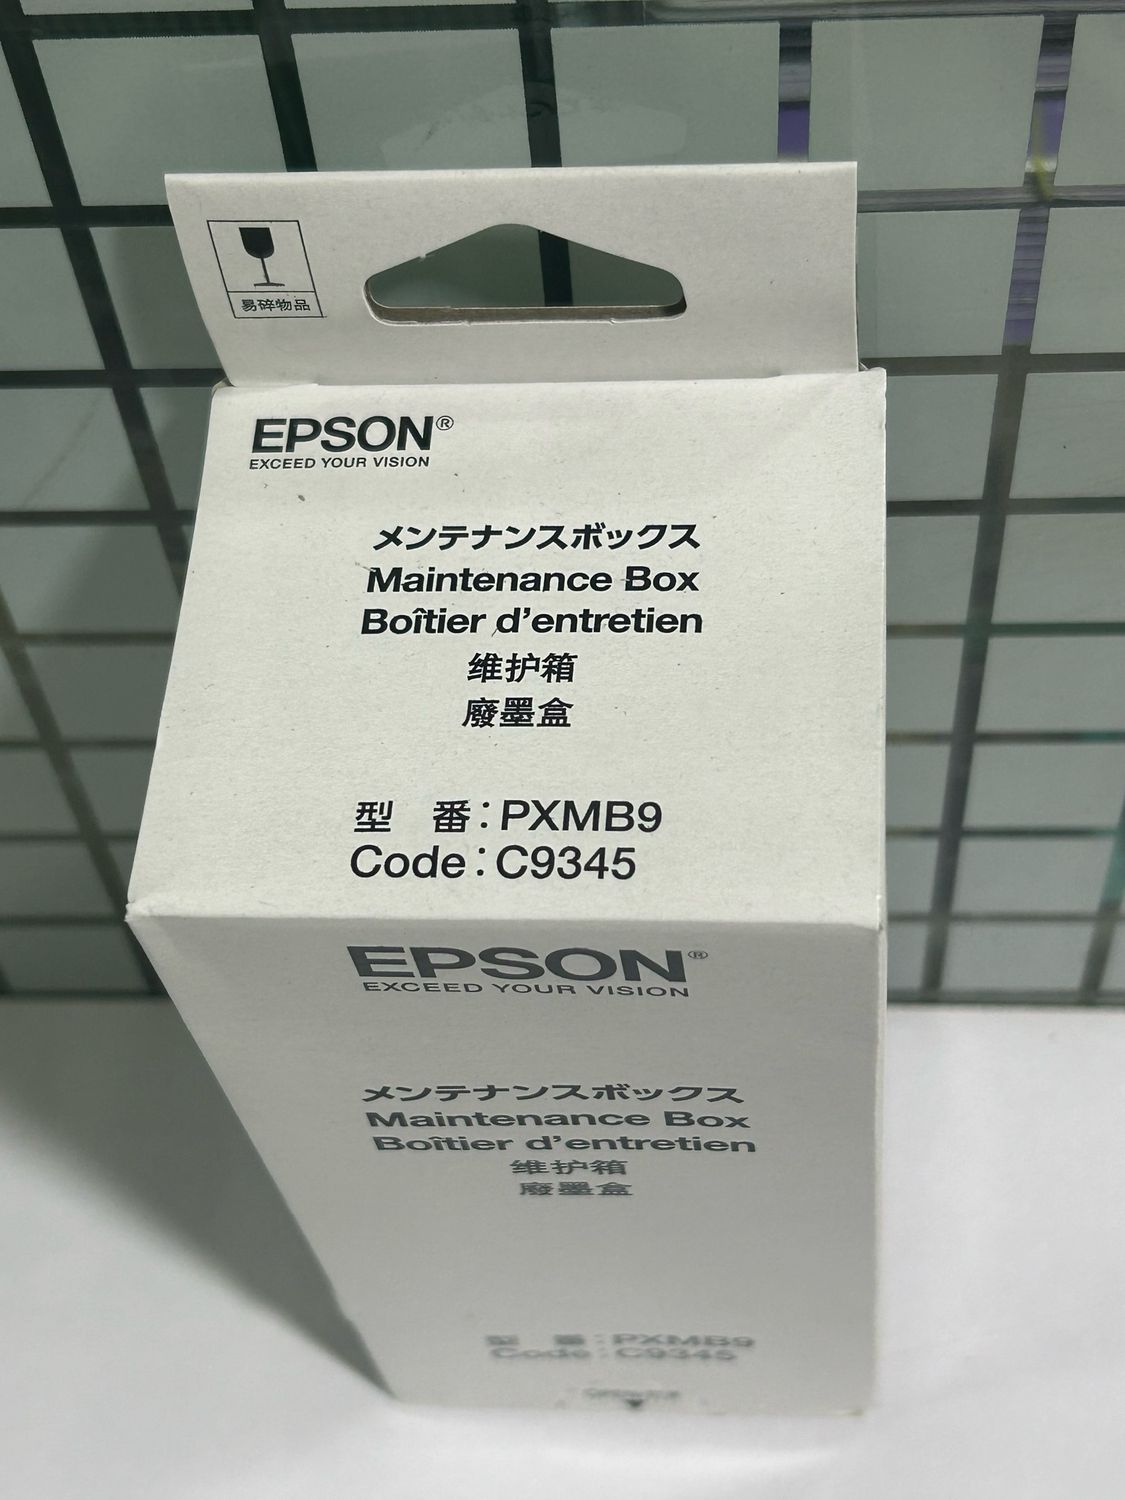 易碎物品
EPSON®
EXCEED YOUR VISION
メンテナンスボックス
Maintenance Box
Boîtier d'entretien
维护箱
廢墨盒
型　番：PXMB9
Code：C9345
EPSON®
EXCEED YOUR VISION
メンテナンスボックス
Maintenance Box
Boîtier d'entretien
维护箱
廢墨盒
型　番：PXMB9
Code：C9345